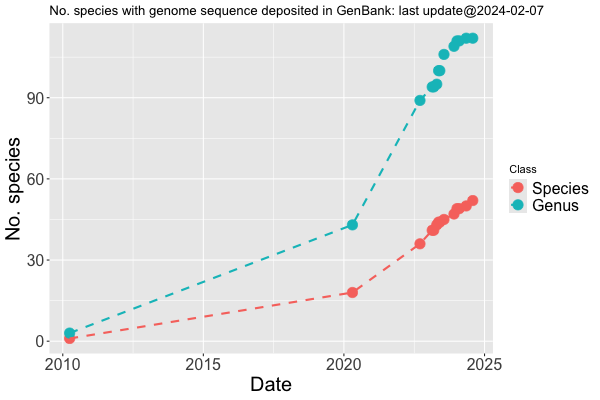 No. species with genome sequence deposited in GenBank: last update@2024-02-07
No. species
90
60
30
0
2010
2015
2020
2025
Date
Class
Species
Genus